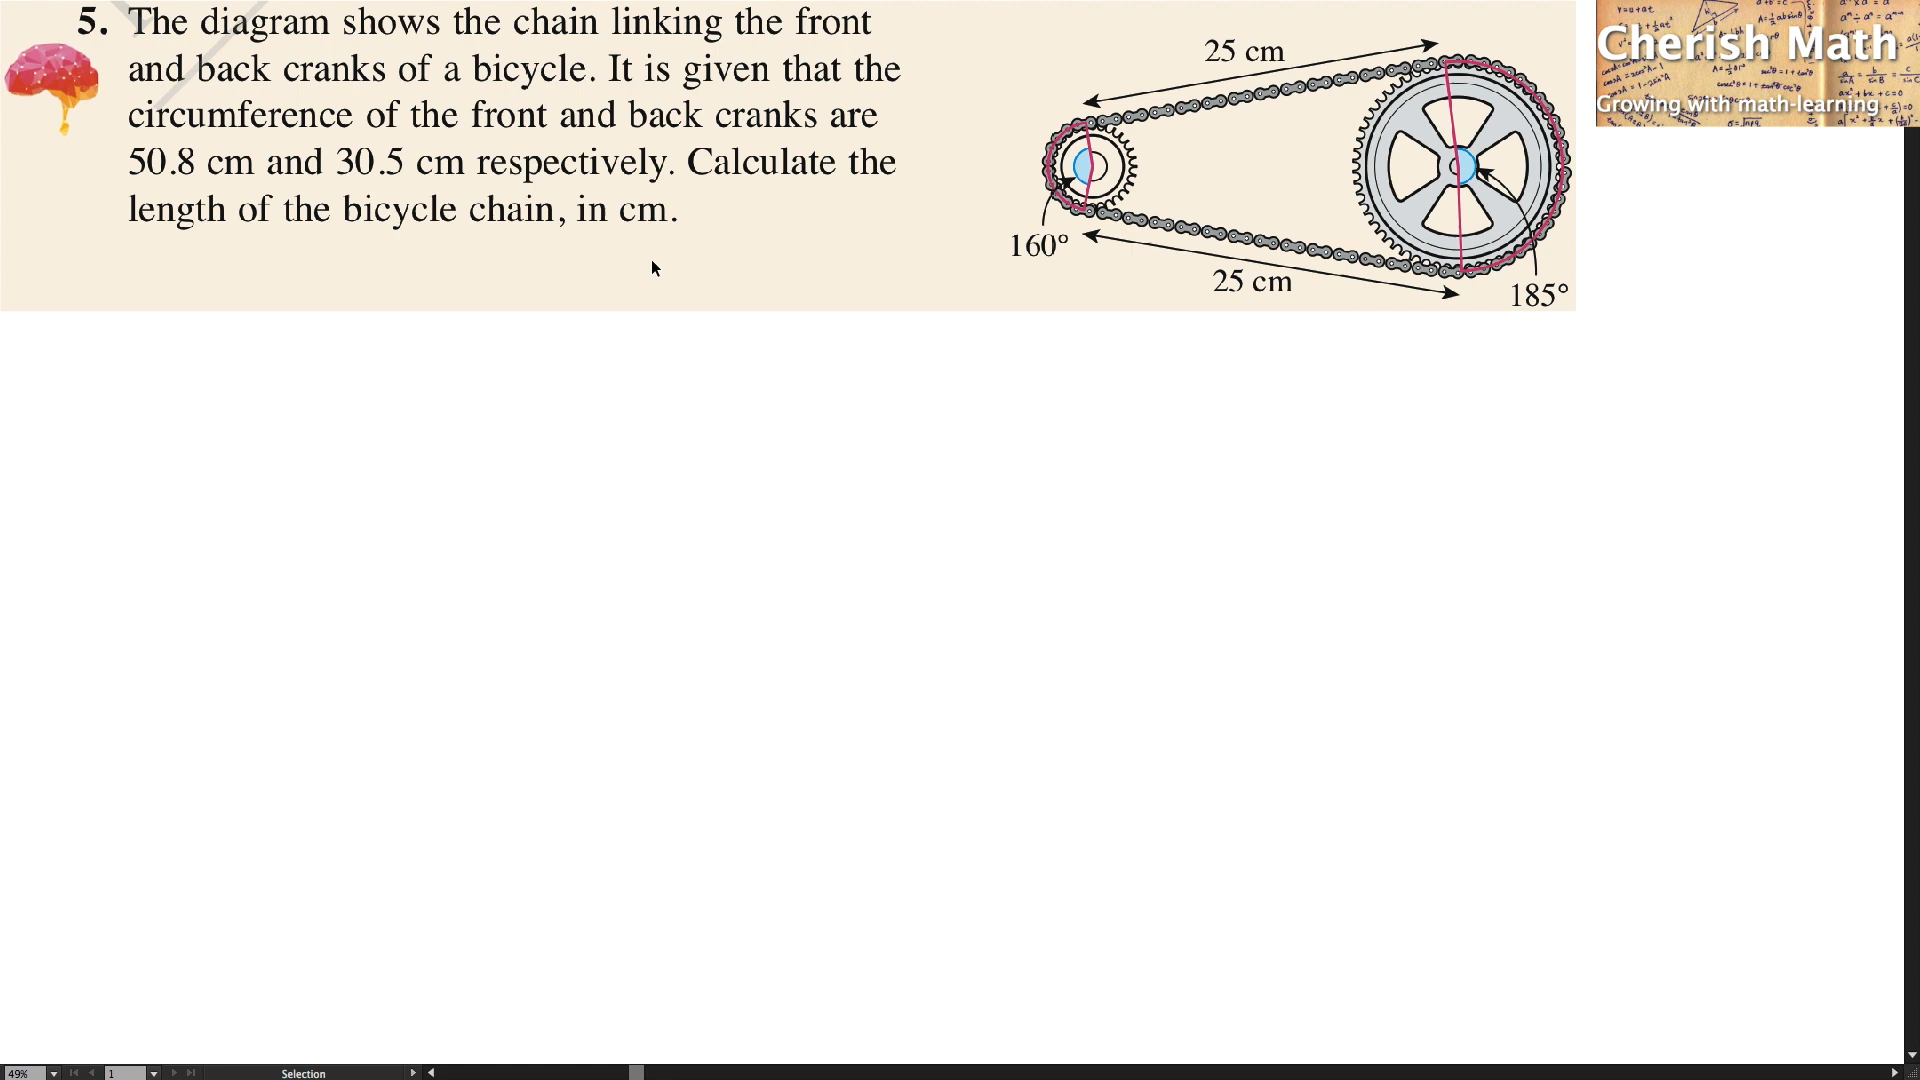 5. The diagram shows the chain linking the front
and back cranks of a bicycle. It is given that the
circumference of the front and back cranks are
50.8 cm and 30.5 cm respectively. Calculate the
length of the bicycle chain, in cm.
25 cm
160°
25 cm
185°
Cherish Math
Growing with math-learning
49%
1
Selection